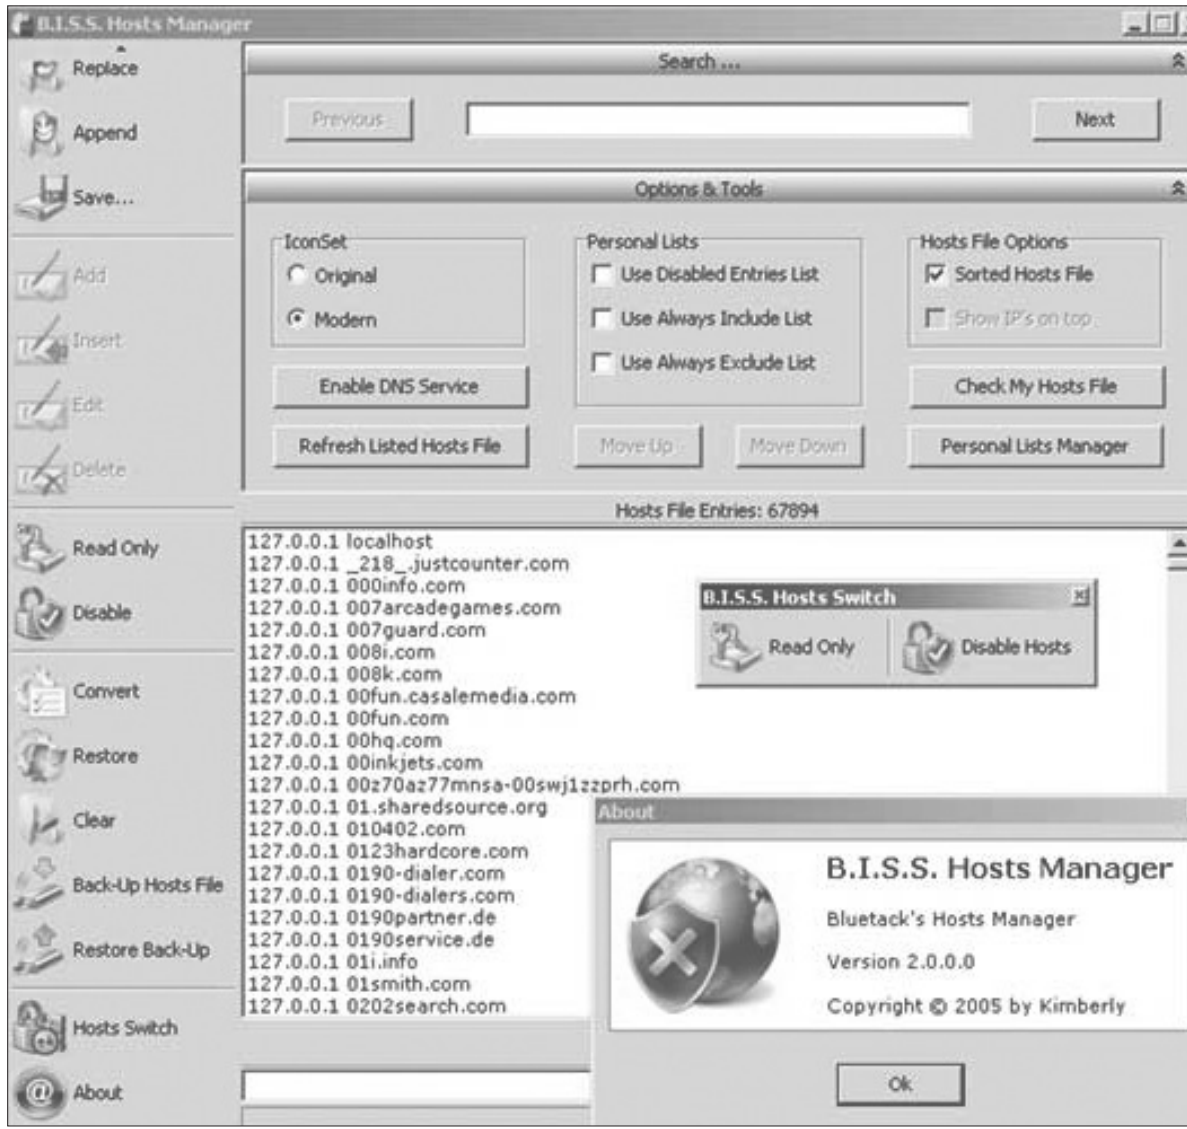 B.I.S.S. Hosts Manager
Replace
Append
Save...
Add
Insert
Edit
Delete
Read Only
Disable
Convert
Restore
Clear
Back-Up Hosts File
Restore Back-Up
Hosts Switch
About
Search ...
Previous
Next
Options & Tools
IconSet
Original
Modern
Enable DNS Service
Refresh Listed Hosts File
Personal Lists
Use Disabled Entries List
Use Always Include List
Use Always Exclude List
Move Up
Move Down
Hosts File Options
Sorted Hosts File
Show IP's on top
Check My Hosts File
Personal Lists Manager
Hosts File Entries: 67894
127.0.0.1 localhost
127.0.0.1 _218_.justcounter.com
127.0.0.1 000info.com
127.0.0.1 007arcadegames.com
127.0.0.1 007guard.com
127.0.0.1 008i.com
127.0.0.1 008k.com
127.0.0.1 00fun.casalemedia.com
127.0.0.1 00fun.com
127.0.0.1 00hq.com
127.0.0.1 00inkjets.com
127.0.0.1 00z70az77mnsa-00swj1zzprh.com
127.0.0.1 01.sharedsource.org
127.0.0.1 010402.com
127.0.0.1 0123hardcore.com
127.0.0.1 0190-dialer.com
127.0.0.1 0190-dialers.com
127.0.0.1 0190partner.de
127.0.0.1 0190service.de
127.0.0.1 01i.info
127.0.0.1 01smith.com
127.0.0.1 0202search.com
B.I.S.S. Hosts Switch
Read Only
Disable Hosts
About
B.I.S.S. Hosts Manager
Bluetack's Hosts Manager
Version 2.0.0.0
Copyright © 2005 by Kimberly
Ok